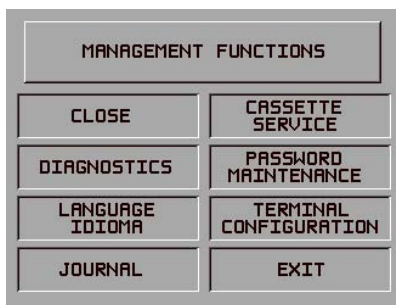 MANAGEMENT FUNCTIONS
CLOSE
CASSETTE
SERVICE
DIAGNOSTICS
PASSWORD
MAINTENANCE
LANGUAGE
IDIOMA
TERMINAL
CONFIGURATION
JOURNAL
EXIT